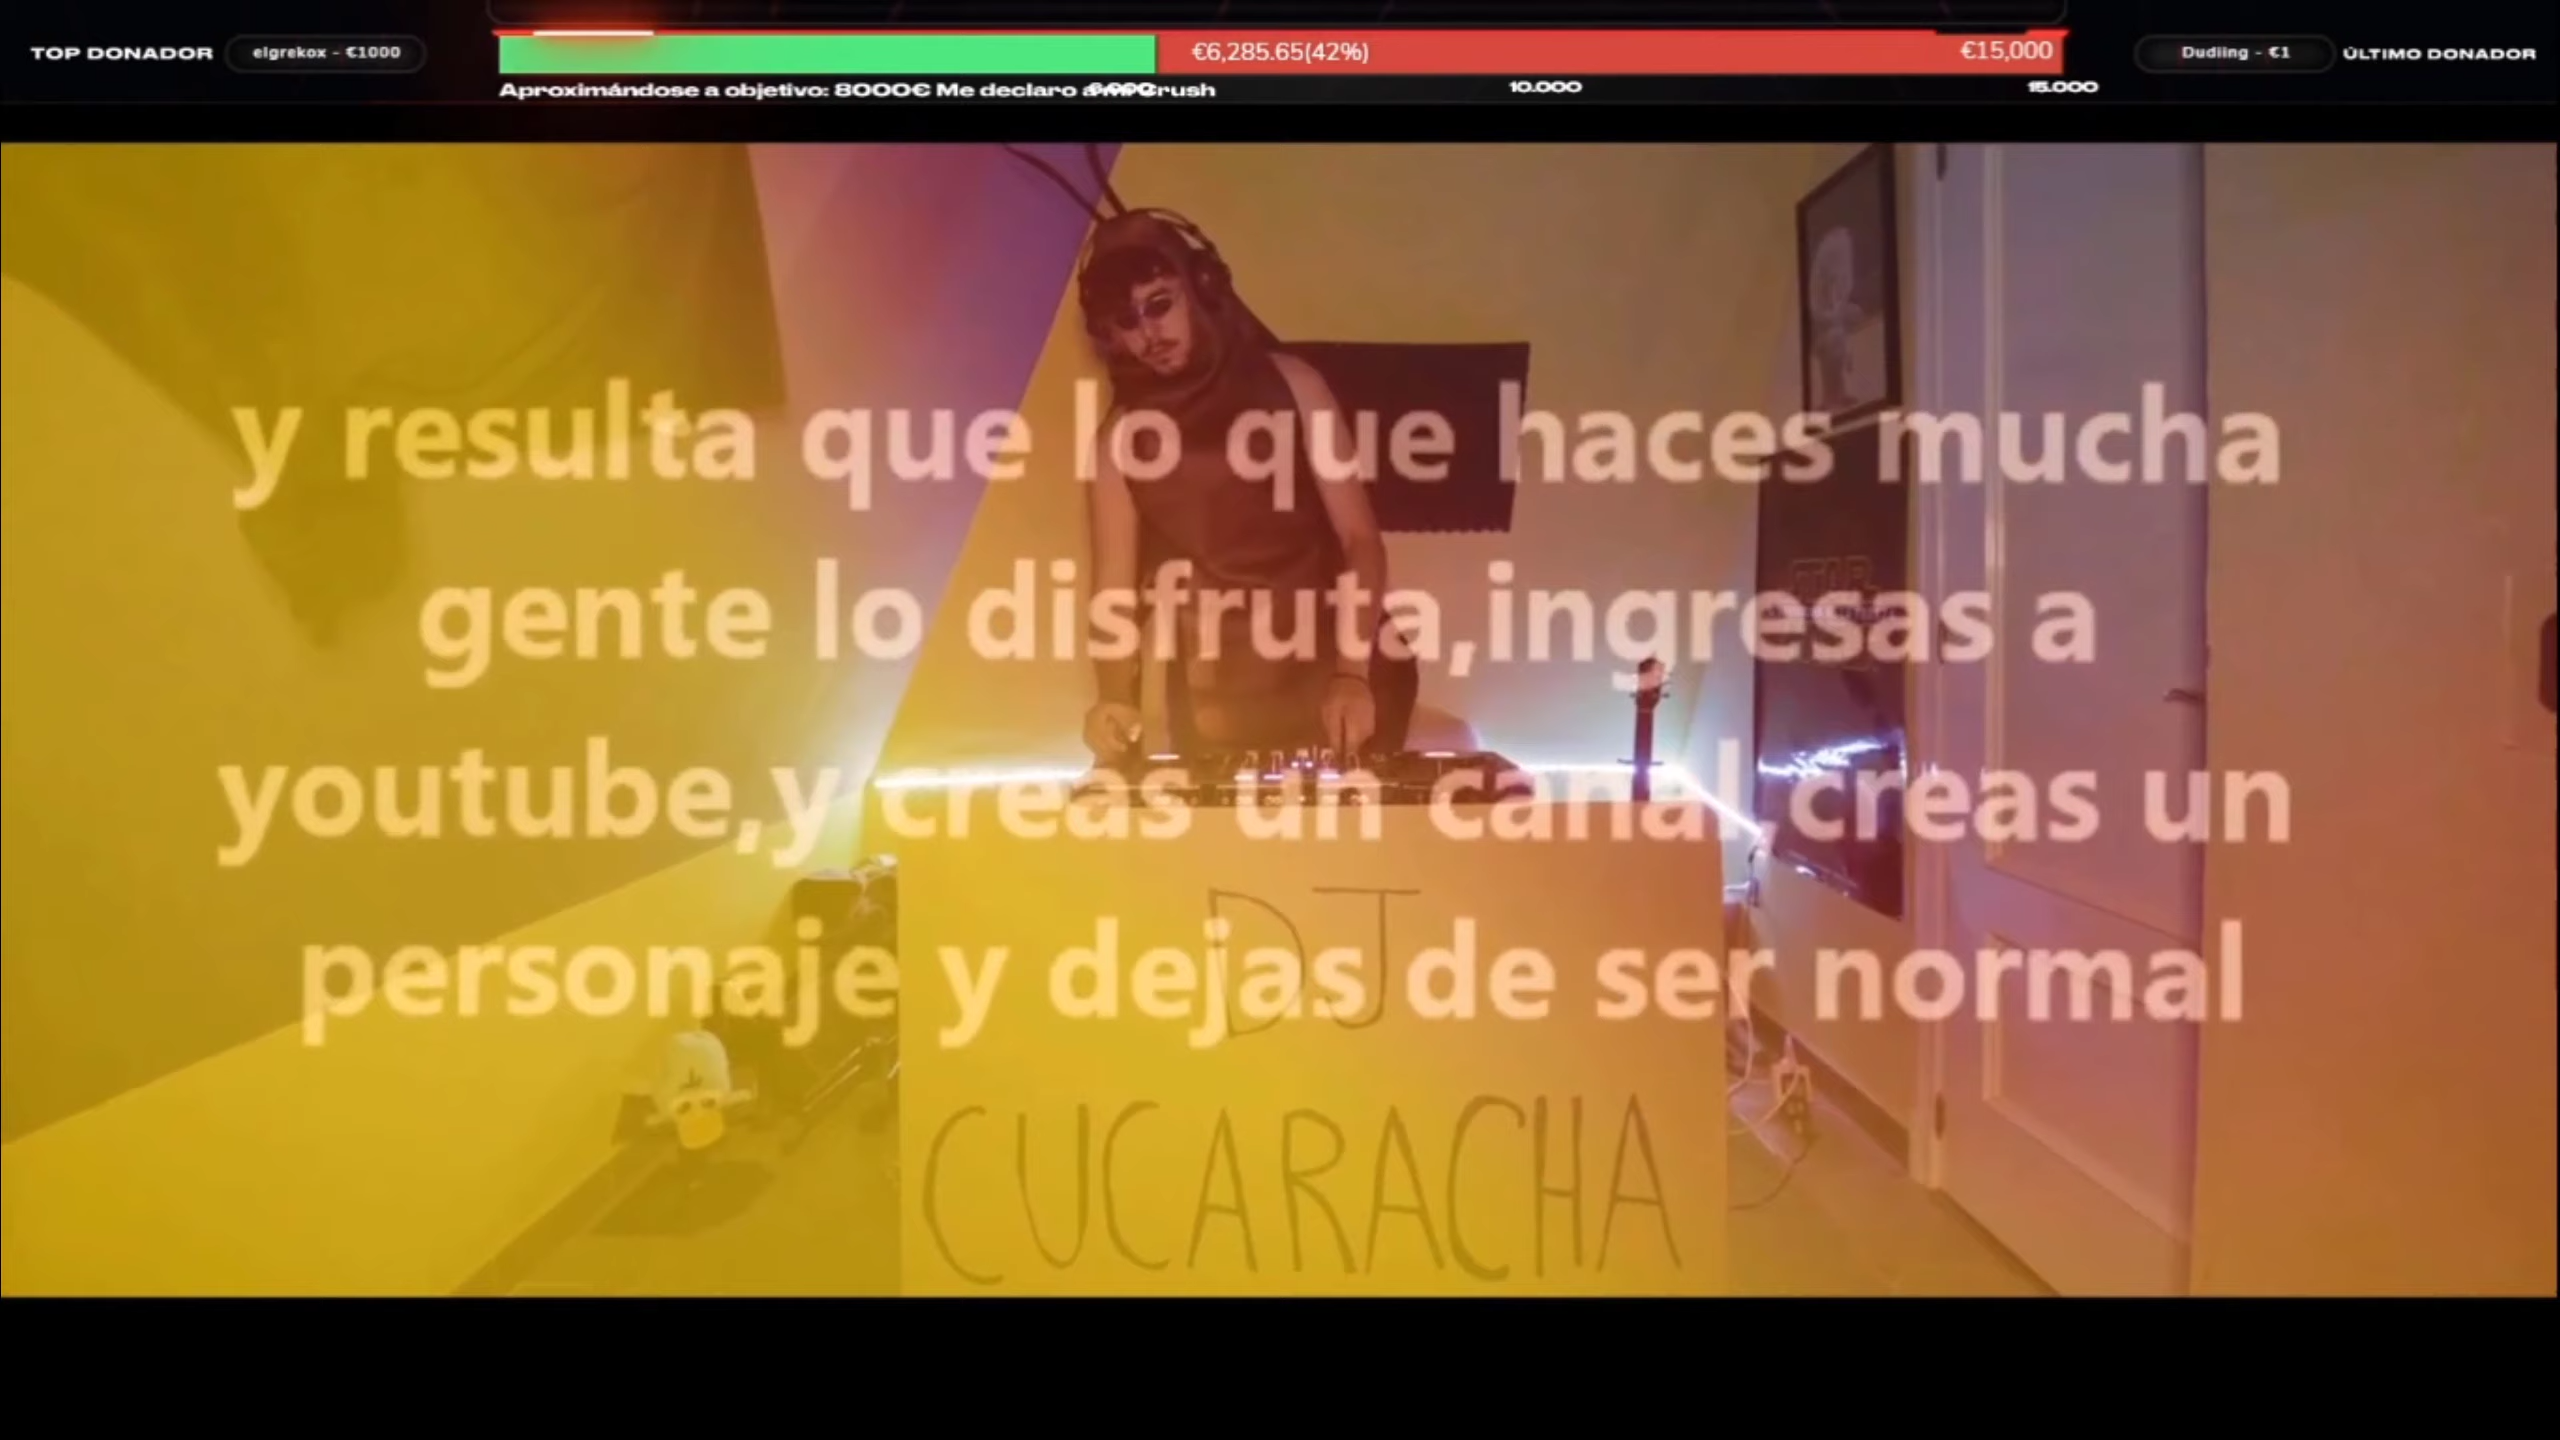 TOP DONADOR
elgrekox - €1000
€6,285.65(42%)
€15,000
Dudiing - €1
ÚLTIMO DONADOR
Aproximándose a objetivo: 8000€ Me declaro a mi Crush
10.000
15.000
y resulta que lo que haces mucha
gente lo disfruta,ingresas a
youtube,y creas un canal,creas un
personaje y dejas de ser normal
STAR
DJ
CUCARACHA